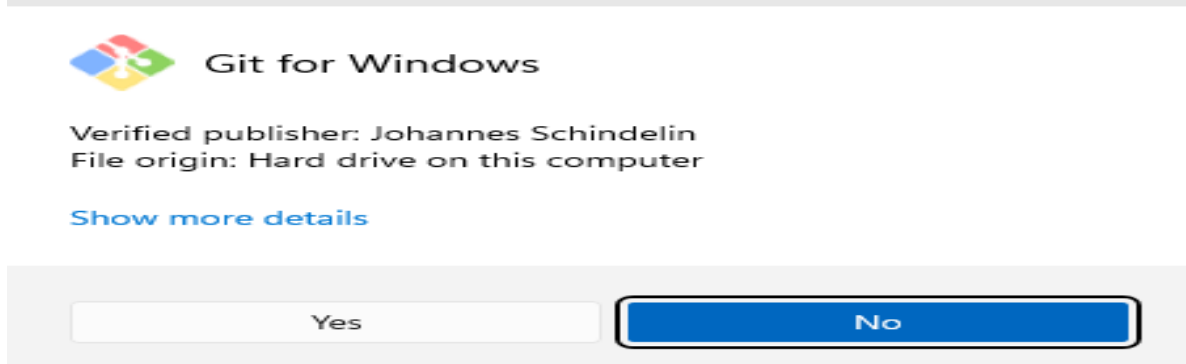 Git for Windows
Verified publisher: Johannes Schindelin
File origin: Hard drive on this computer
Show more details
Yes
No